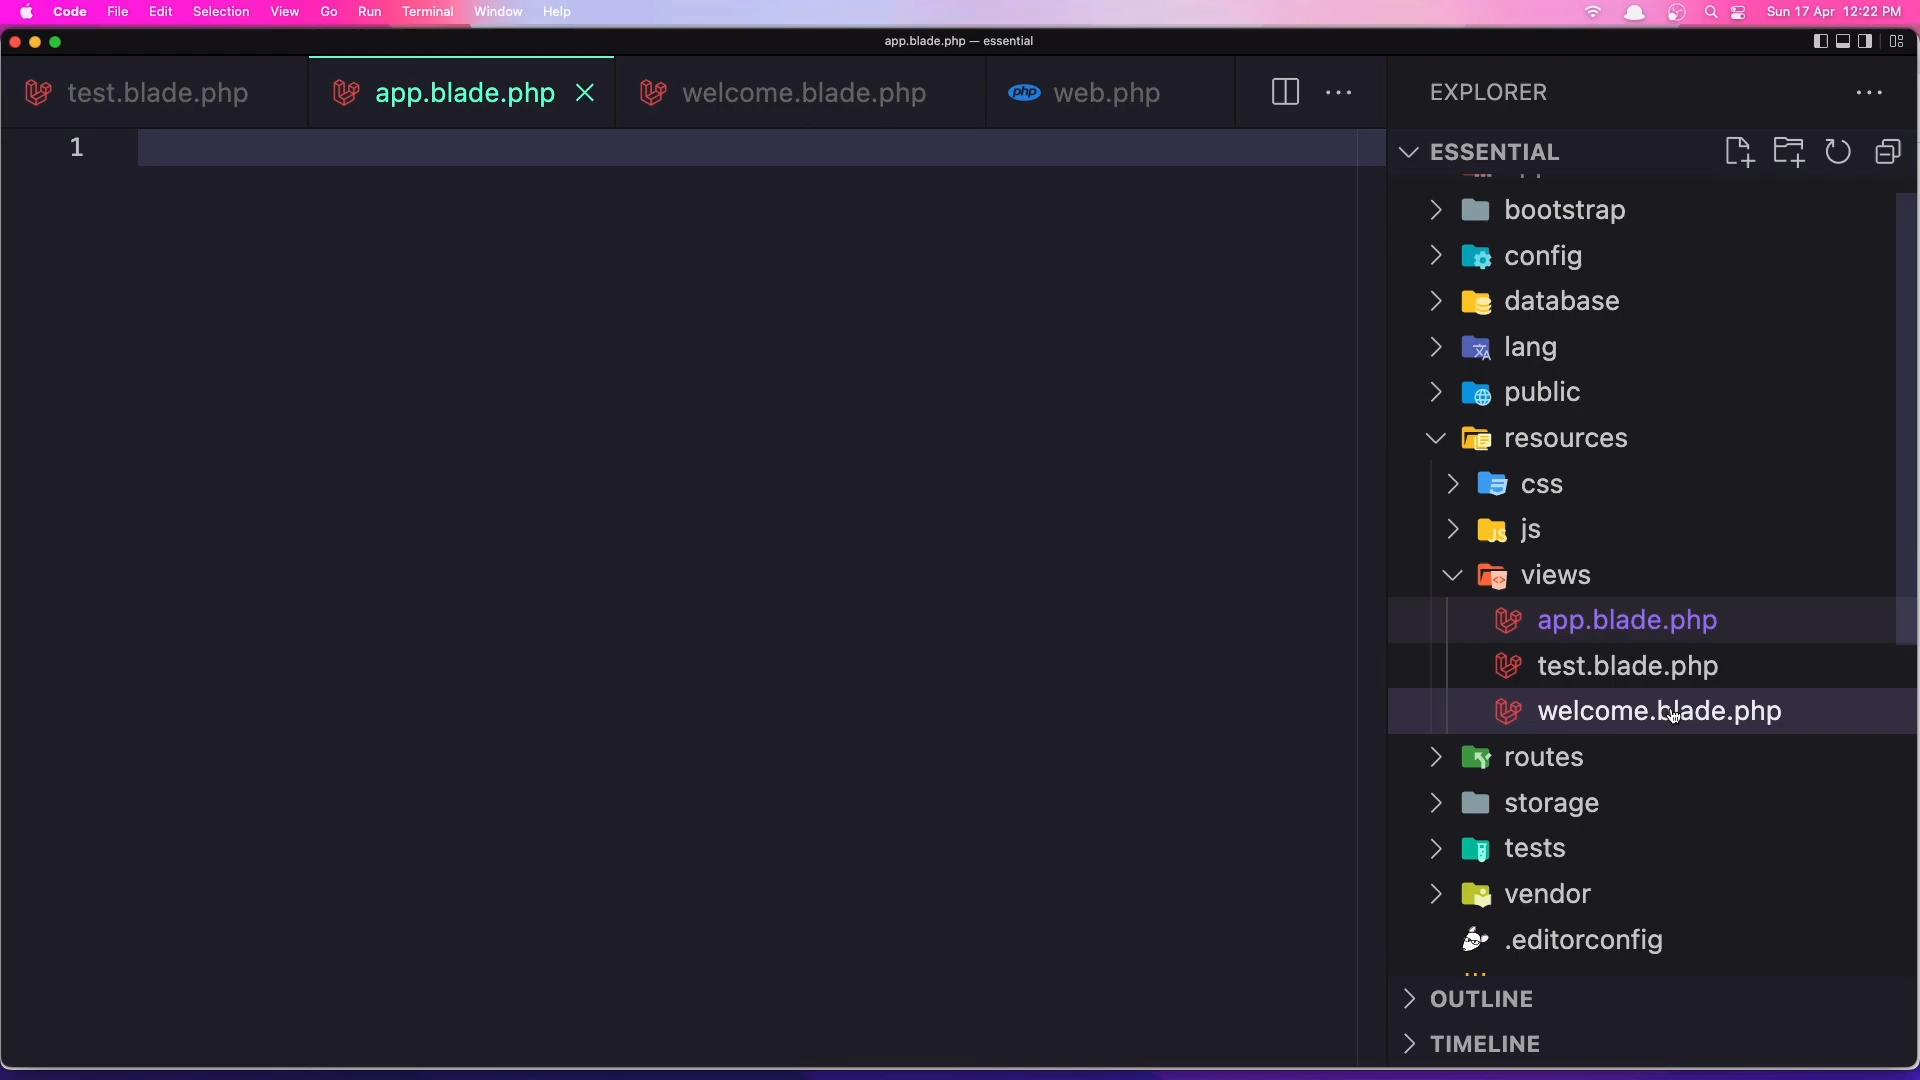 Code File Edit Selection View Go Run Terminal Window Help Sun 17 Apr 12:22 PM
app.blade.php — essential
test.blade.php app.blade.php welcome.blade.php php web.php
EXPLORER
1
ESSENTIAL
bootstrap
config
database
lang
public
resources
css
JS js
views
app.blade.php
test.blade.php
welcome.blade.php
routes
storage
tests
vendor
.editorconfig
OUTLINE
TIMELINE